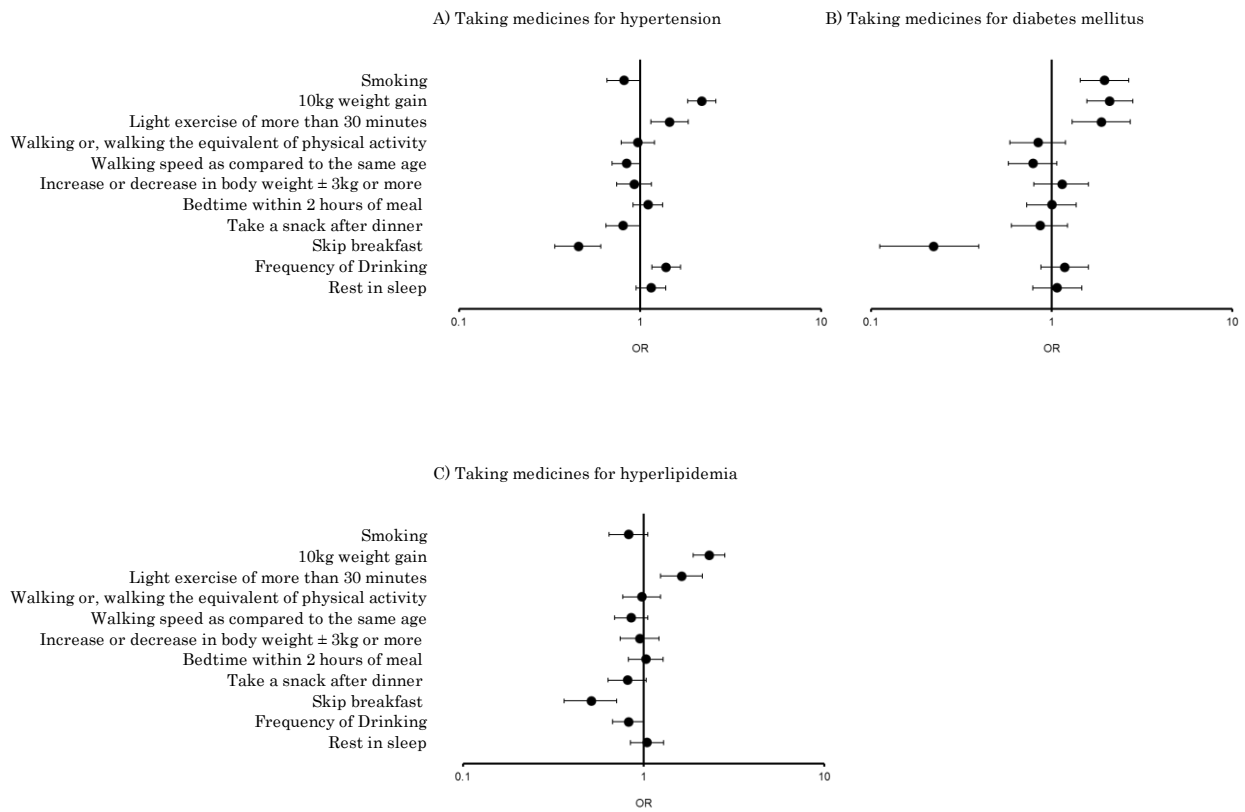 A) Taking medicines for hypertension
B) Taking medicines for diabetes mellitus
Smoking
10kg weight gain
Light exercise of more than 30 minutes
Walking or, walking the equivalent of physical activity
Walking speed as compared to the same age
Increase or decrease in body weight ± 3kg or more
Bedtime within 2 hours of meal
Take a snack after dinner
Skip breakfast
Frequency of Drinking
Rest in sleep
0.1 1 10
OR
0.1 1 10
OR
C) Taking medicines for hyperlipidemia
Smoking
10kg weight gain
Light exercise of more than 30 minutes
Walking or, walking the equivalent of physical activity
Walking speed as compared to the same age
Increase or decrease in body weight ± 3kg or more
Bedtime within 2 hours of meal
Take a snack after dinner
Skip breakfast
Frequency of Drinking
Rest in sleep
0.1 1 10
OR